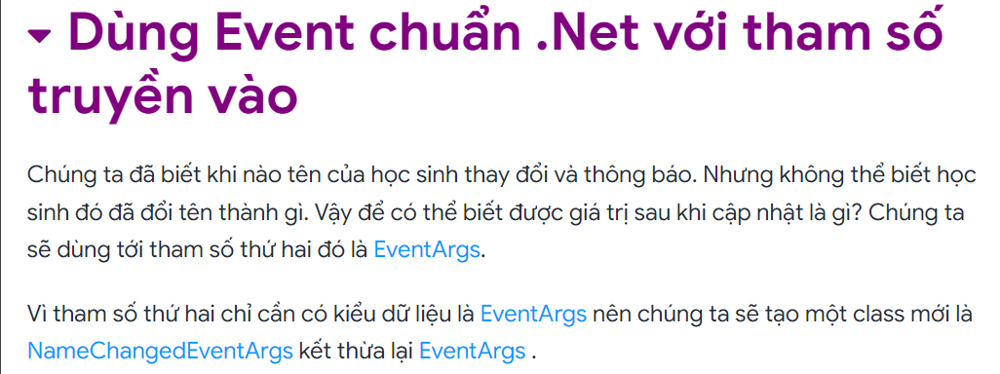 Dùng Event chuẩn .Net với tham số
truyền vào
Chúng ta đã biết khi nào tên của học sinh thay đổi và thông báo. Nhưng không thể biết học
sinh đó đã đổi tên thành gì. Vậy để có thể biết được giá trị sau khi cập nhật là gì? Chúng ta
sẽ dùng tới tham số thứ hai đó là EventArgs.
Vì tham số thứ hai chỉ cần có kiểu dữ liệu là EventArgs nên chúng ta sẽ tạo một class mới là
NameChangedEventArgs kết thừa lại EventArgs .